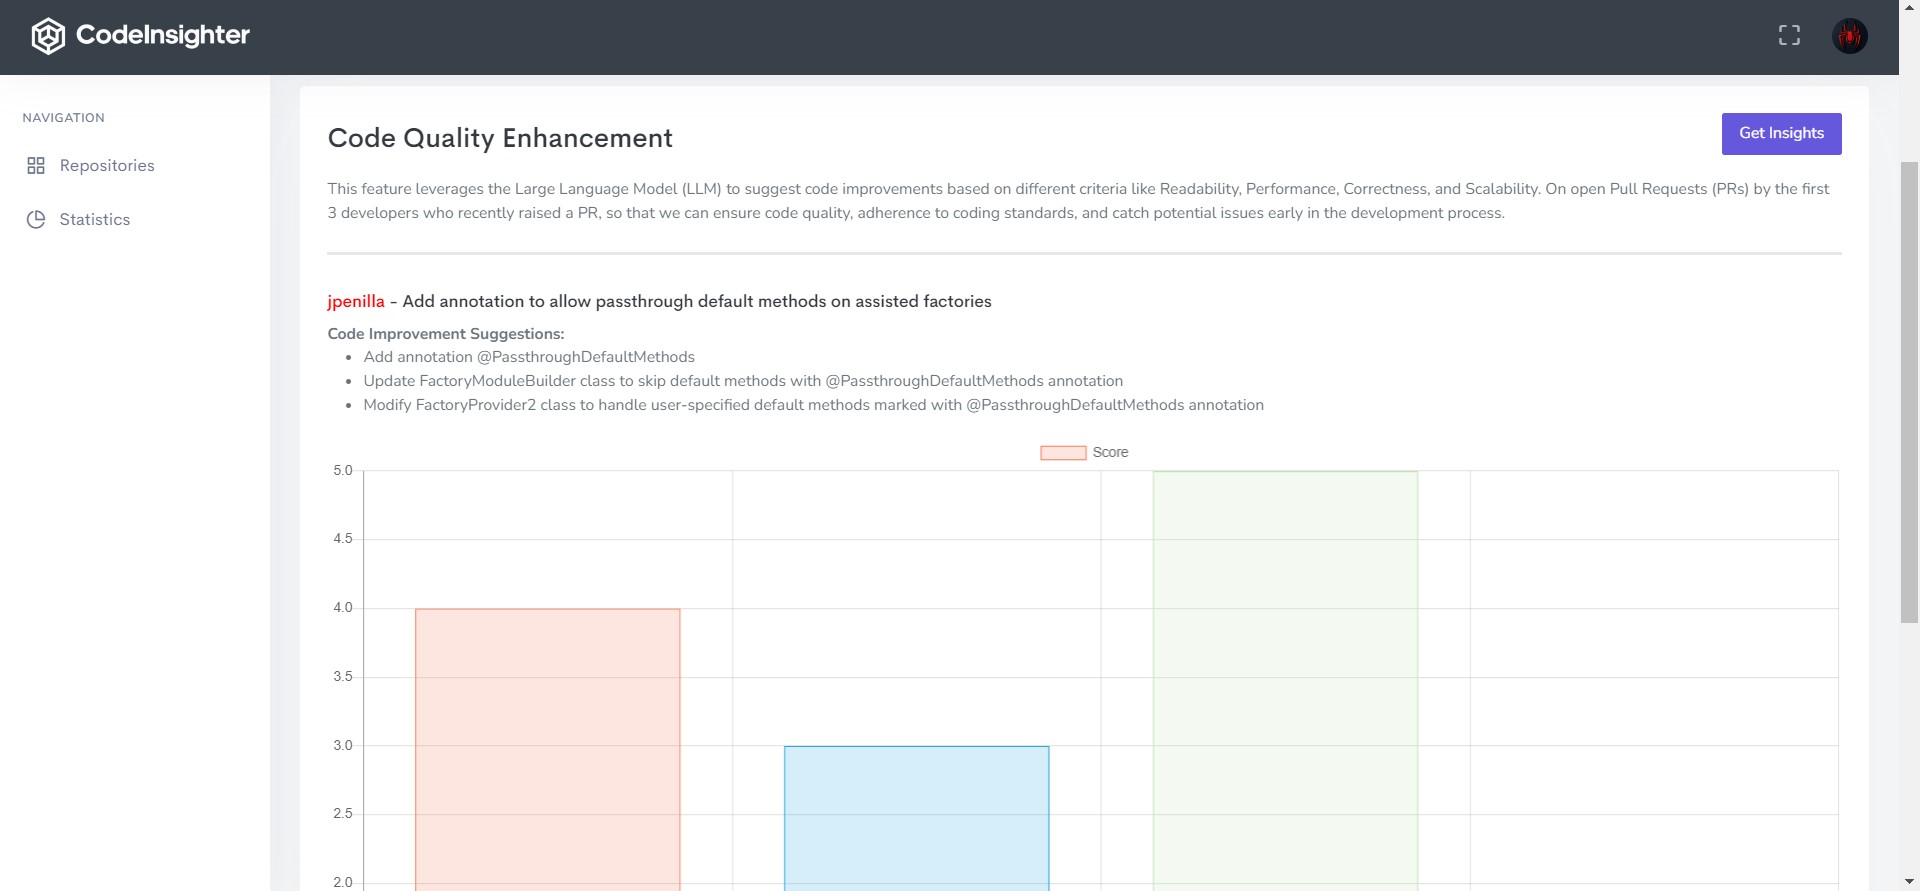 CodeInsighter
NAVIGATION
Repositories
Statistics
Code Quality Enhancement
Get Insights
This feature leverages the Large Language Model (LLM) to suggest code improvements based on different criteria like Readability, Performance, Correctness, and Scalability. On open Pull Requests (PRs) by the first
3 developers who recently raised a PR, so that we can ensure code quality, adherence to coding standards, and catch potential issues early in the development process.
jpenilla - Add annotation to allow passthrough default methods on assisted factories
Code Improvement Suggestions:
• Add annotation @PassthroughDefaultMethods
• Update FactoryModuleBuilder class to skip default methods with @PassthroughDefaultMethods annotation
• Modify FactoryProvider2 class to handle user-specified default methods marked with @PassthroughDefaultMethods annotation
Score
5.0
4.5
4.0
3.5
3.0
2.5
2.0